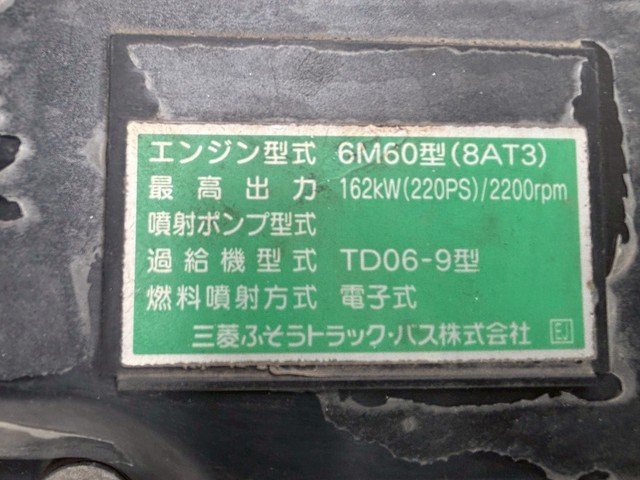 エンジン型式 6M60型(8AT3)
最高出力 162kW(220PS)/2200rpm
噴射ポンプ型式
過給機型式 TD06-9型
燃料噴射方式 電子式
三菱ふそうトラック・バス株式会社 EJ